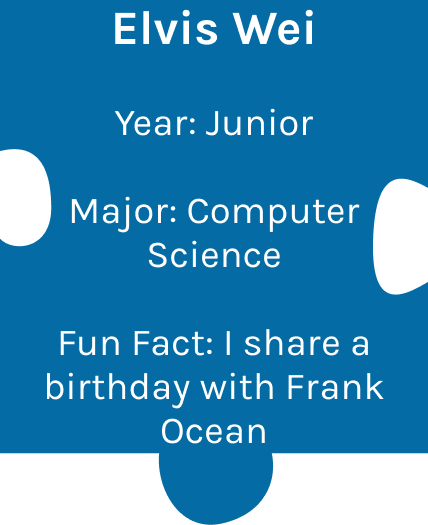 Elvis Wei
Year: Junior
Major: Computer
Science
Fun Fact: I share a
birthday with Frank
Ocean